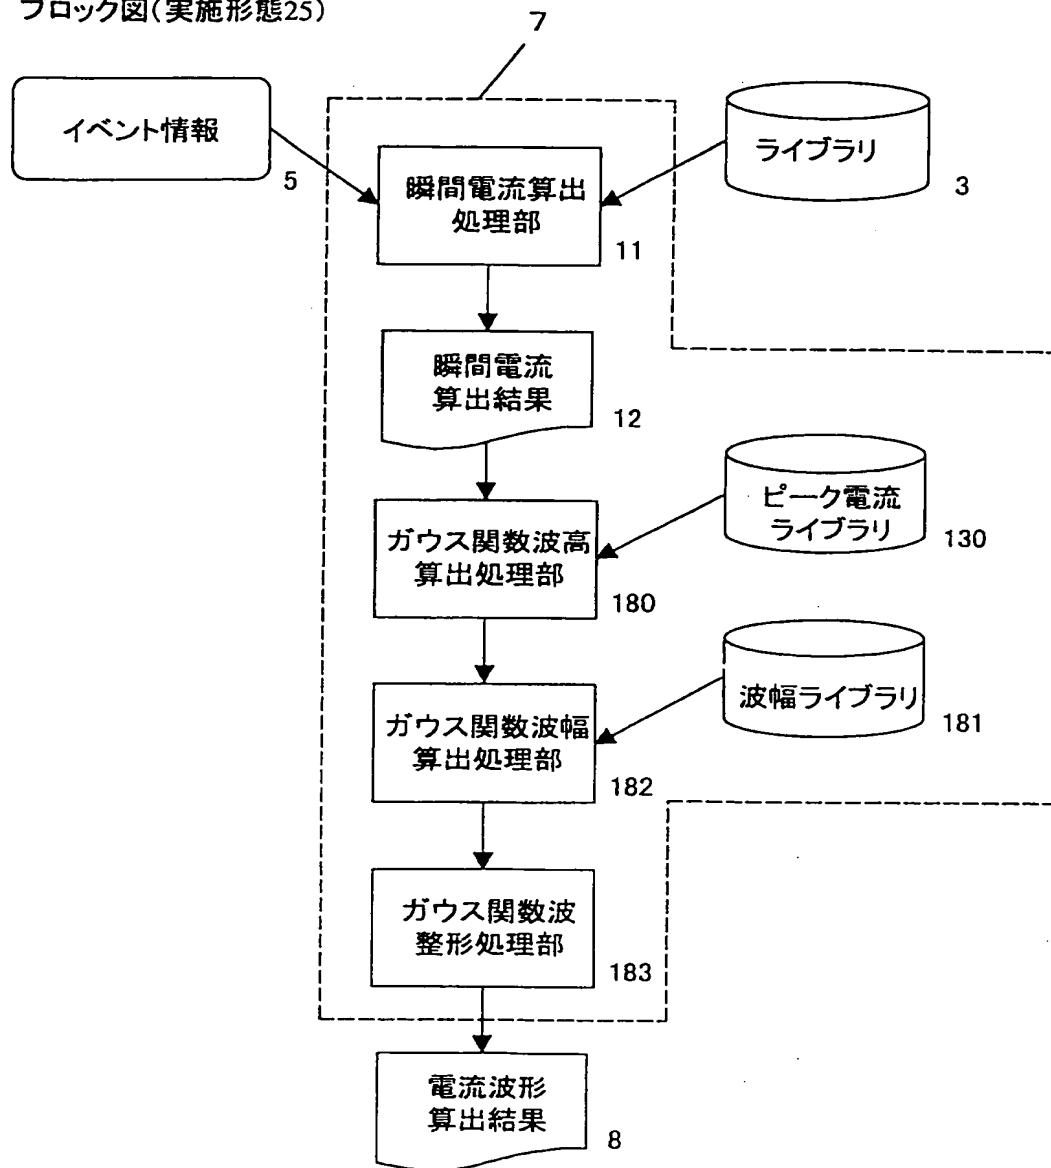 ブロック図(実施形態25)
7
イベント情報
5
ライブラリ
3
瞬間電流算出
処理部
11
瞬間電流
算出結果
12
ピーク電流
ライブラリ
130
ガウス関数波高
算出処理部
180
波幅ライブラリ
181
ガウス関数波幅
算出処理部
182
ガウス関数波
整形処理部
183
電流波形
算出結果
8